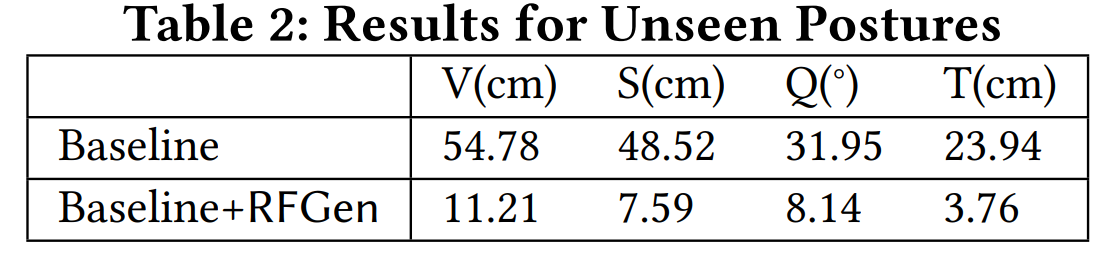 Table 2: Results for Unseen Postures
V(cm) S(cm) Q(°) T(cm)
Baseline 54.78 48.52 31.95 23.94
Baseline+RFGen 11.21 7.59 8.14 3.76